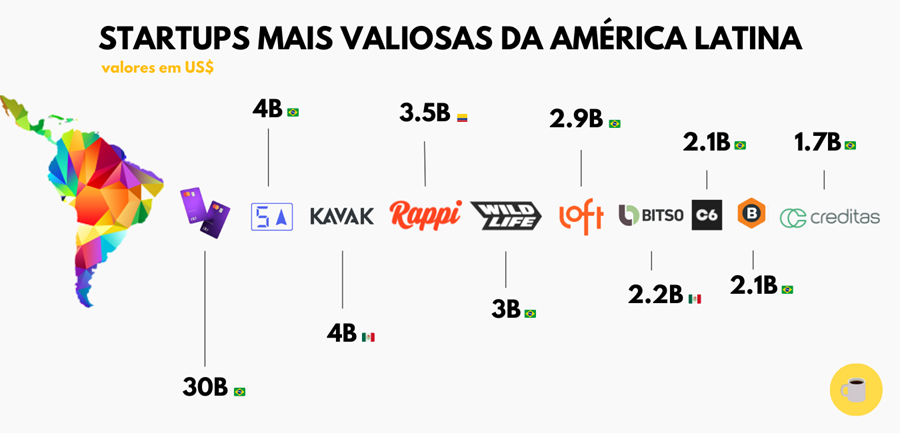 STARTUPS MAIS VALIOSAS DA AMÉRICA LATINA
valores em US$
4B
3.5B
2.9B
2.1B
1.7B
5
KAVAK
Rappi
WILD
LIFE
loft
BITSO
C6
B
creditas
30B
4B
3B
2.2B
2.1B